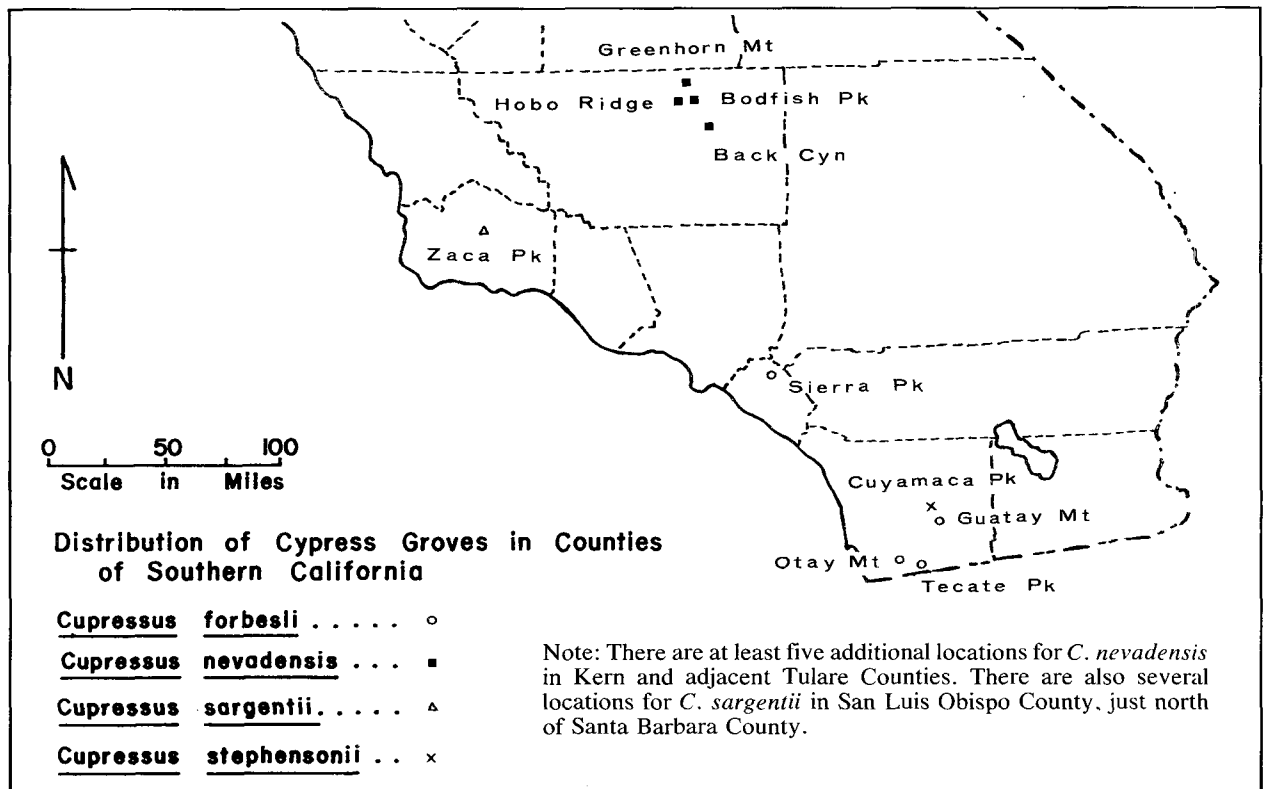 Greenhorn Mt
Hobo Ridge
Bodfish Pk
Back Cyn
Zaca Pk
N
Sierra Pk
0 50 100
Scale in Miles
Cuyamaca Pk
Guatay Mt
Otay Mt
Tecate Pk
Distribution of Cypress Groves in Counties
of Southern California
Cupressus forbesli .....
Cupressus nevadensis ...
Cupressus sargentii.....
Cupressus stephensonii ..
Note: There are at least five additional locations for C. nevadensis
in Kern and adjacent Tulare Counties. There are also several
locations for C. sargentii in San Luis Obispo County, just north
of Santa Barbara County.